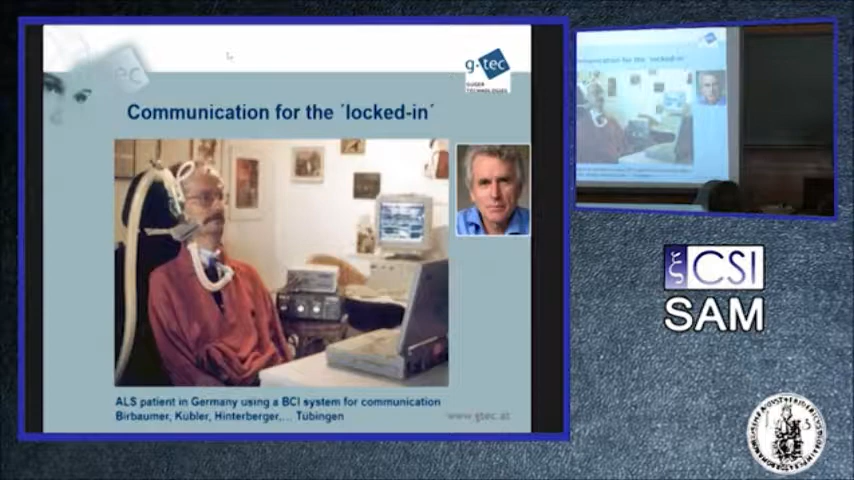 g.tec
GUGER
TECHNOLOGIES
Communication for the ´locked-in´
ALS patient in Germany using a BCI system for communication
Birbaumer, Kübler, Hinterberger,... Tübingen
www.gtec.at
ξCSI
SAM